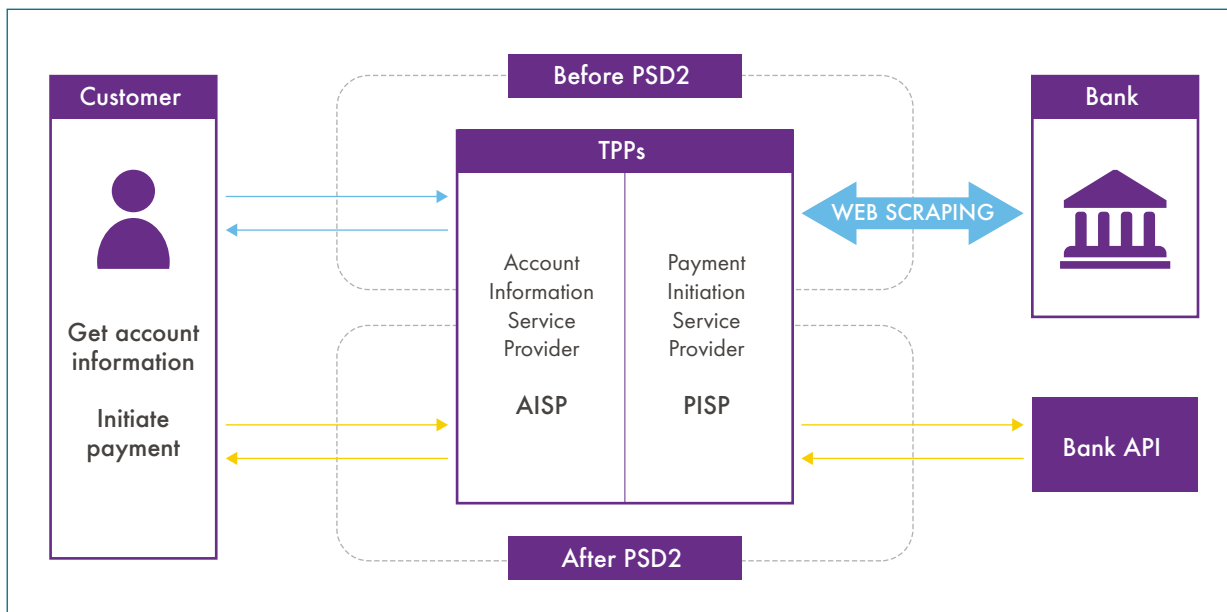 Before PSD2
Customer
Bank
TPPs
WEB SCRAPING
Account
Information
Service
Provider
AISP
Payment
Initiation
Service
Provider
PISP
Get account
information
Initiate
payment
Bank API
After PSD2